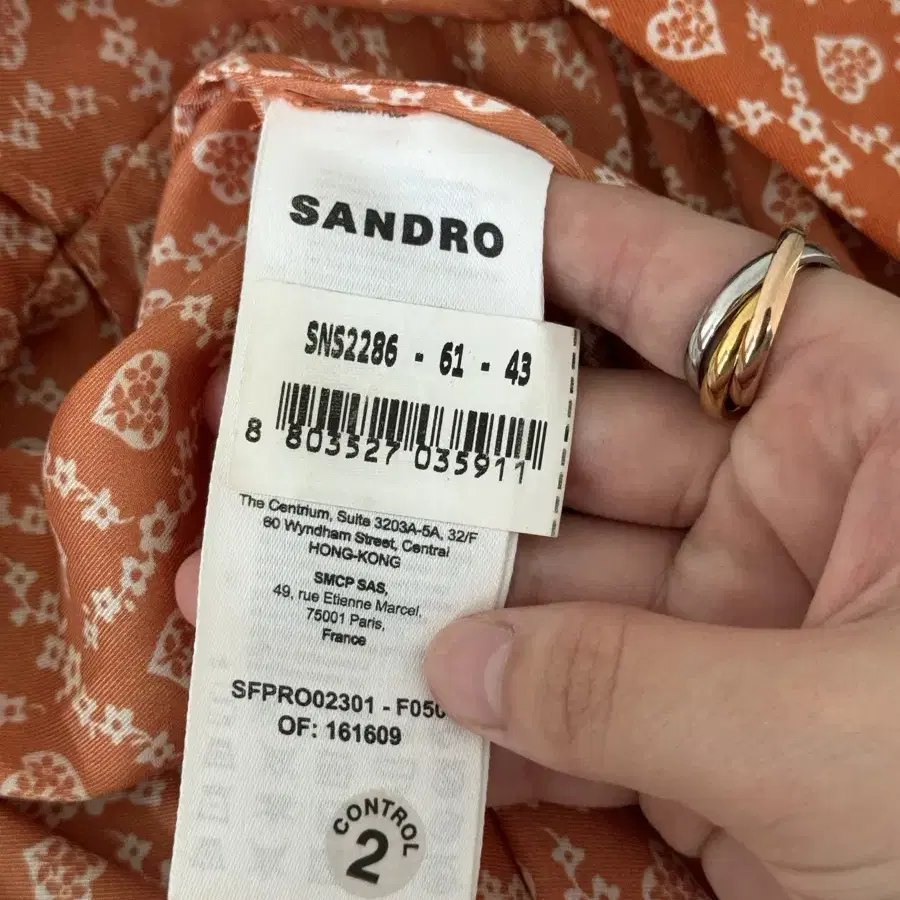 SANDRO
SNS2286 - 61 - 43
8 803527 035911
The Centrium, Suite 3203A-5A, 32/F
60 Wyndham Street, Central
HONG-KONG
SMCP SAS,
49, rue Etienne Marcel,
75001 Paris,
France
SFPRO02301 - F050
OF: 161609
CONTROL
2